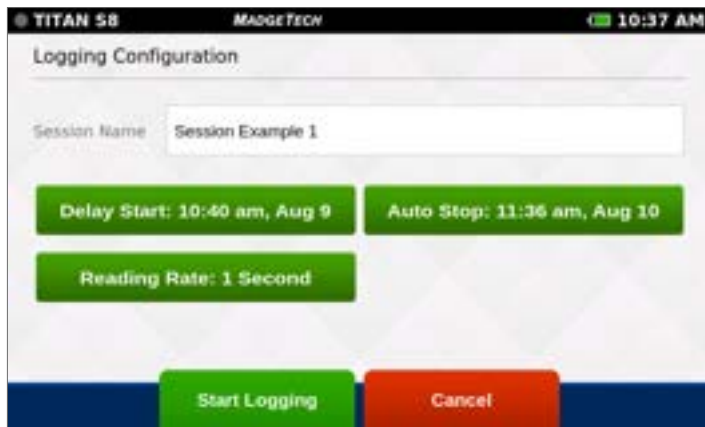 TITAN S8 MADGETECH 10:37 AM
Logging Configuration
Session Name Session Example 1
Delay Start: 10:40 am, Aug 9 Auto Stop: 11:36 am, Aug 10
Reading Rate: 1 Second
Start Logging Cancel